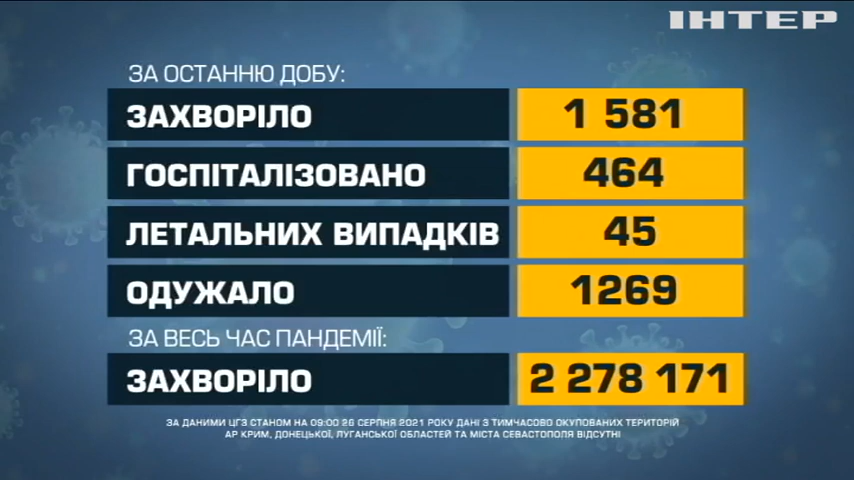 ІНТЕР
ЗА ОСТАННЮ ДОБУ:
ЗАХВОРІЛО 1 581
ГОСПІТАЛІЗОВАНО 464
ЛЕТАЛЬНИХ ВИПАДКІВ 45
ОДУЖАЛО 1269
ЗА ВЕСЬ ЧАС ПАНДЕМІЇ:
ЗАХВОРІЛО 2 278 171
ЗА ДАНИМИ ЦГЗ СТАНОМ НА 09:00 26 СЕРПНЯ 2021 РОКУ ДАНІ З ТИМЧАСОВО ОКУПОВАНИХ ТЕРИТОРІЙ
АР КРИМ, ДОНЕЦЬКОЇ, ЛУГАНСЬКОЇ ОБЛАСТЕЙ ТА МІСТА СЕВАСТОПОЛЯ ВІДСУТНІ